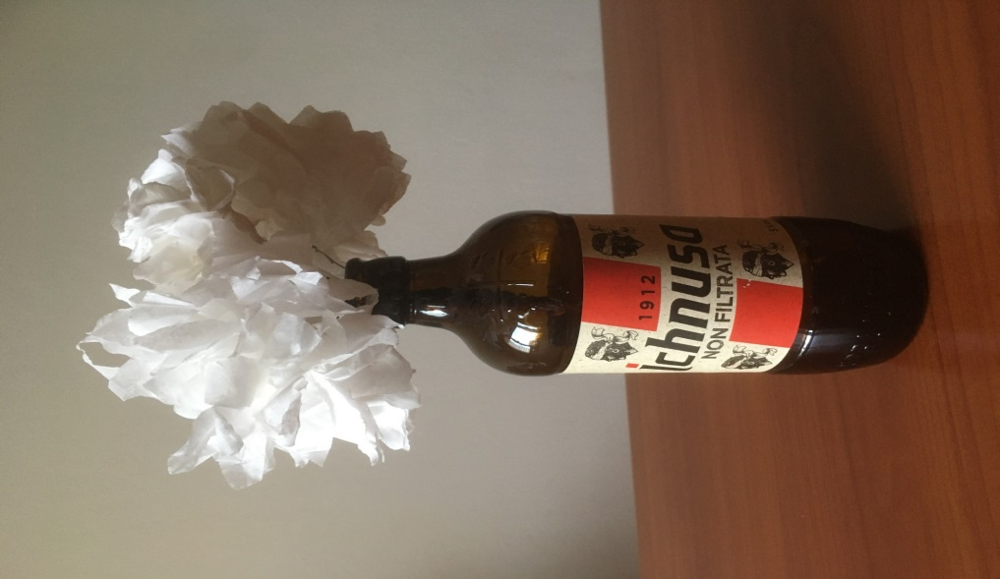 1912
ichnusa
NON FILTRATA